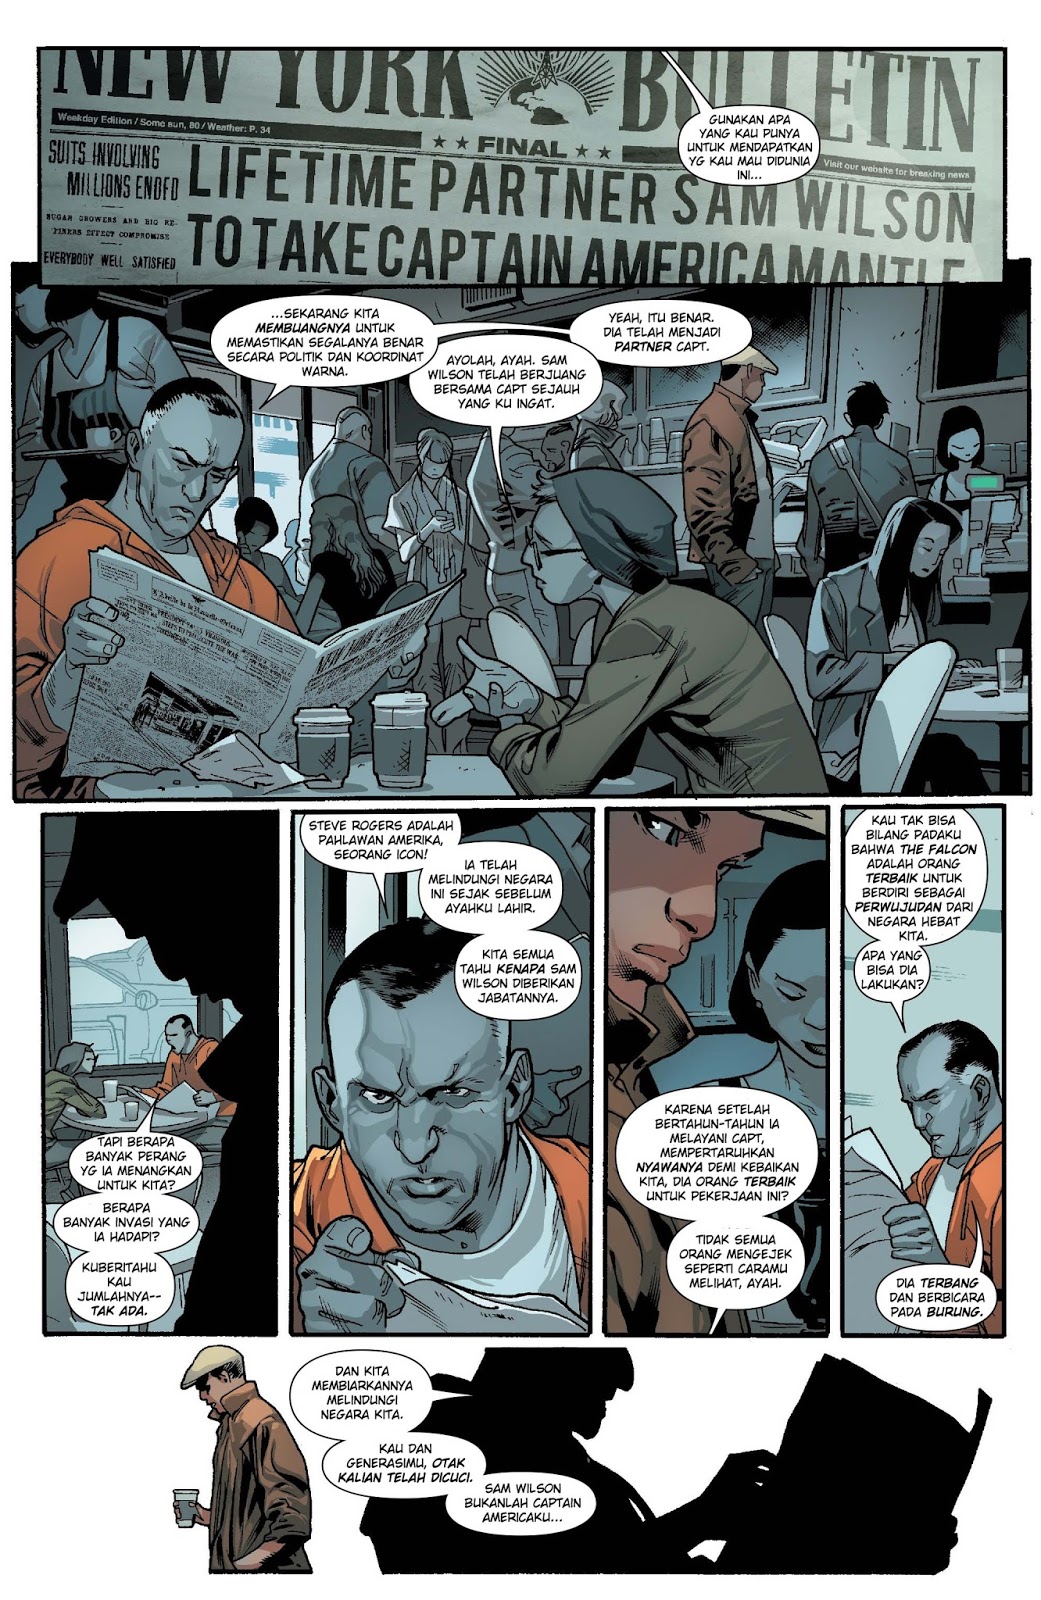 NEW YORK BULLETIN
Weekday Edition / Some sun, 80 / Weather: P. 34
★ ★ FINAL ★ ★
Visit our website for breaking news
SUITS INVOLVING
MILLIONS ENDED
SUGAR GROWERS AND BIG RE-
FINERS EFFECT COMPROMISE
EVERYBODY WELL SATISFIED
LIFETIME PARTNER SAM WILSON
TO TAKE CAPTAIN AMERICA MANTLE
GUNAKAN APA
YANG KAU PUNYA
UNTUK MENDAPATKAN
YG KAU MAU DIDUNIA
INI...
...SEKARANG KITA
MEMBUANGNYA UNTUK
MEMASTIKAN SEGALANYA BENAR
SECARA POLITIK DAN KOORDINAT
WARNA.
AYOLAH, AYAH. SAM
WILSON TELAH BERJUANG
BERSAMA CAPT SEJAUH
YANG KU INGAT.
YEAH, ITU BENAR.
DIA TELAH MENJADI
PARTNER CAPT.
TAPI BERAPA
BANYAK PERANG
YG IA MENANGKAN
UNTUK KITA?
BERAPA
BANYAK INVASI YANG
IA HADAPI?
KUBERITAHU
KAU
JUMLAHNYA--
TAK ADA.
STEVE ROGERS ADALAH
PAHLAWAN AMERIKA,
SEORANG ICON!
IA TELAH
MELINDUNGI NEGARA
INI SEJAK SEBELUM
AYAHKU LAHIR.
KITA SEMUA
TAHU KENAPA SAM
WILSON DIBERIKAN
JABATANNYA.
KARENA SETELAH
BERTAHUN-TAHUN IA
MELAYANI CAPT,
MEMPERTARUHKAN
NYAWANYA DEMI KEBAIKAN
KITA, DIA ORANG TERBAIK
UNTUK PEKERJAAN INI?
TIDAK SEMUA
ORANG MENGEJEK
SEPERTI CARAMU
MELIHAT, AYAH.
KAU TAK BISA
BILANG PADAKU
BAHWA THE FALCON
ADALAH ORANG
TERBAIK UNTUK
BERDIRI SEBAGAI
PERWUJUDAN DARI
NEGARA HEBAT
KITA.
APA YANG
BISA DIA
LAKUKAN?
DIA TERBANG
DAN BERBICARA
PADA BURUNG.
DAN KITA
MEMBIARKANNYA
MELINDUNGI
NEGARA KITA.
KAU DAN
GENERASIMU, OTAK
KALIAN TELAH DICUCI.
SAM WILSON
BUKANLAH CAPTAIN
AMERICAKU...